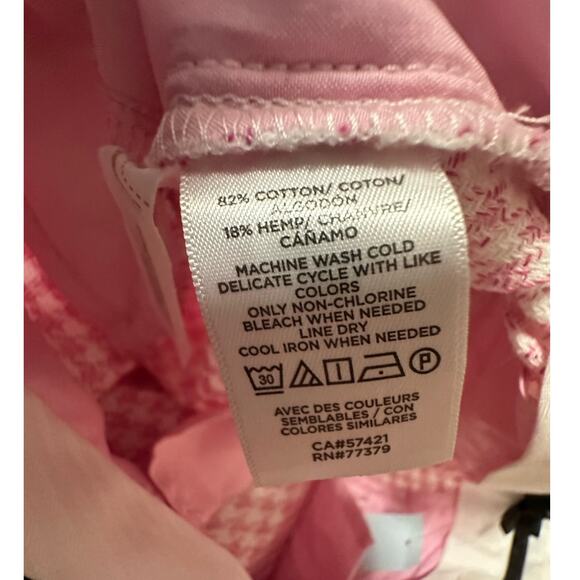 82% COTTON/ COTON/
ALGODÓN
18% HEMP/ CHANVRE/
CÁÑAMO
MACHINE WASH COLD
DELICATE CYCLE WITH LIKE
COLORS
ONLY NON-CHLORINE
BLEACH WHEN NEEDED
LINE DRY
COOL IRON WHEN NEEDED
30 P
AVEC DES COULEURS
SEMBLABLES / CON
COLORES SIMILARES
CA#57421
RN#77379